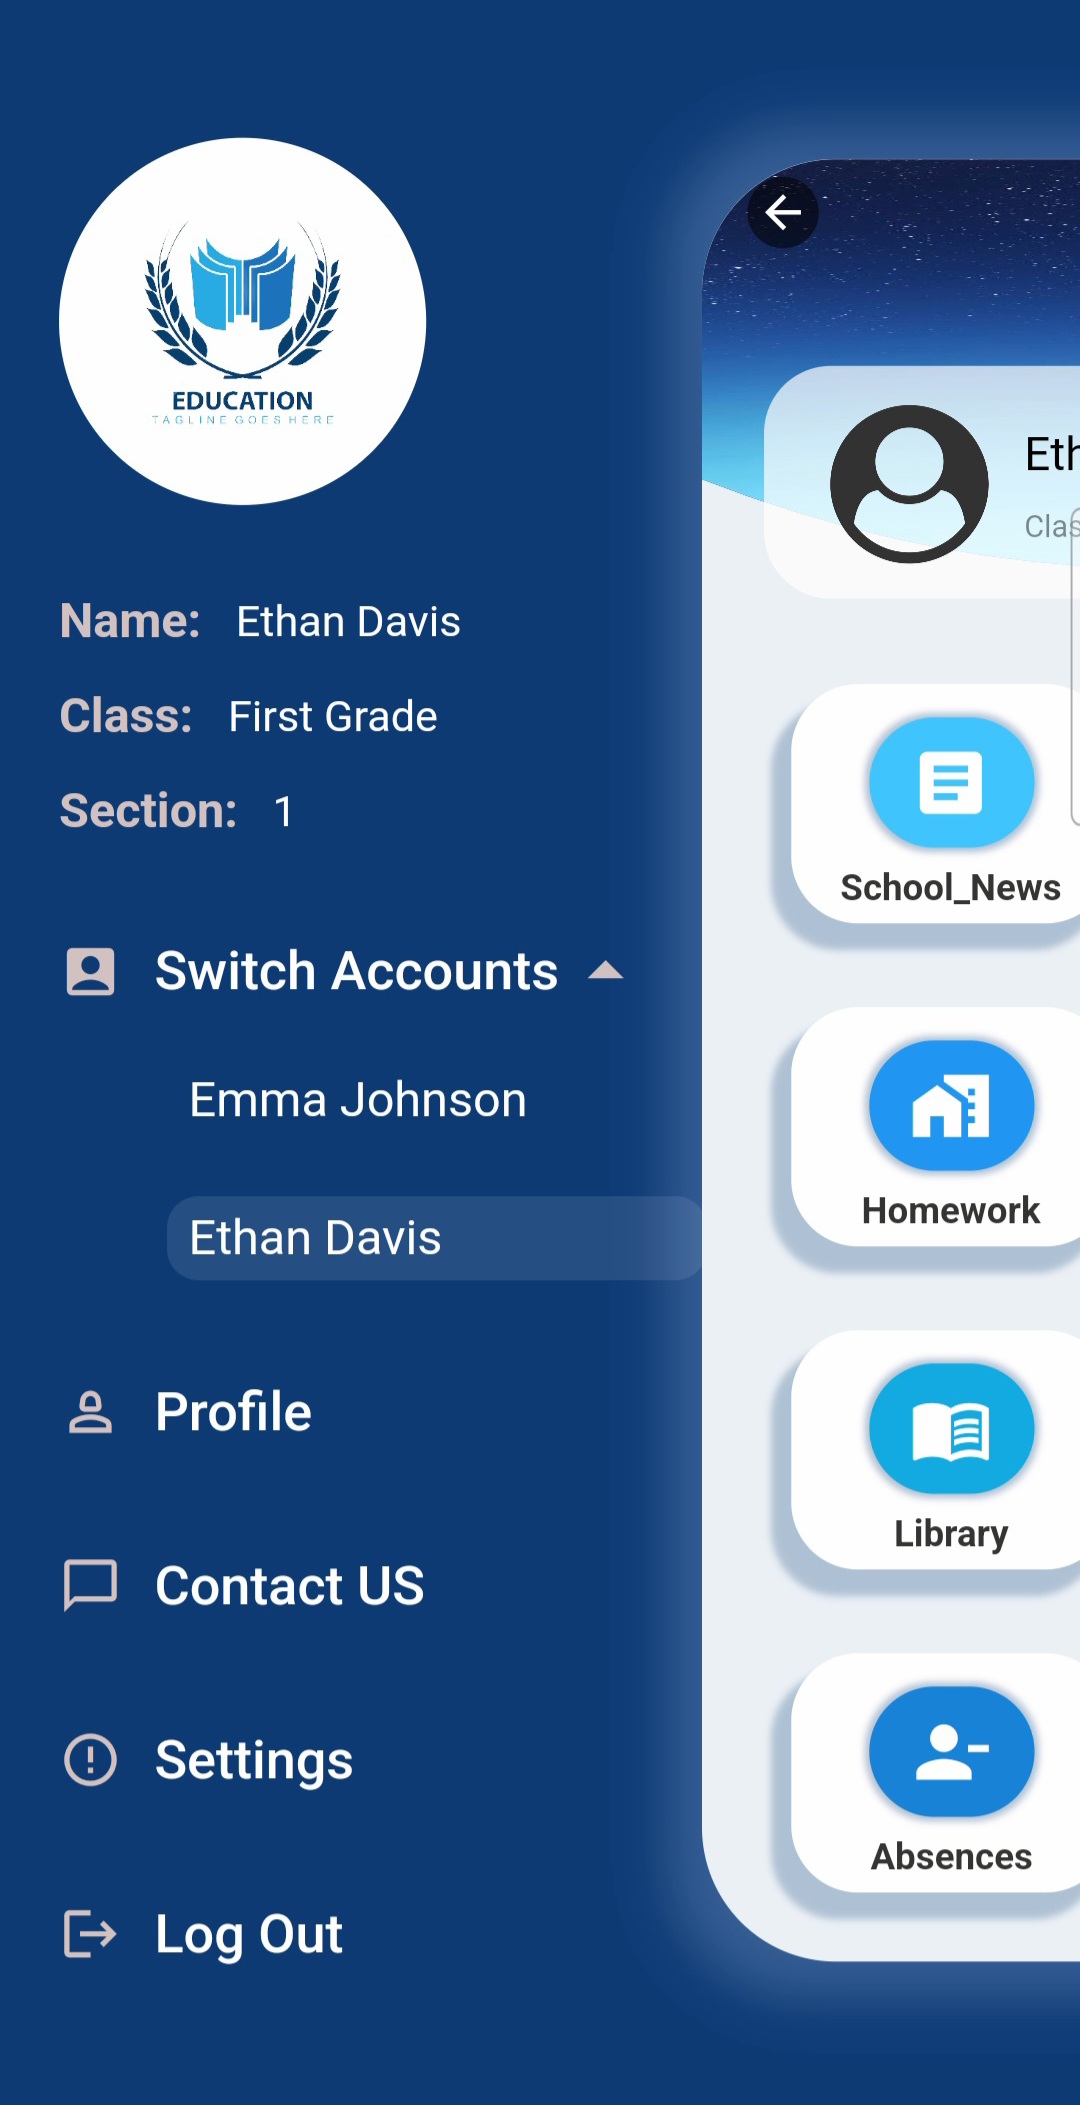 EDUCATION
TAGLINE GOES HERE
Name: Ethan Davis
Class: First Grade
Section: 1
Switch Accounts
Emma Johnson
Ethan Davis
Profile
Contact US
Settings
Log Out
Eth
Clas
School_News
Homework
Library
Absences